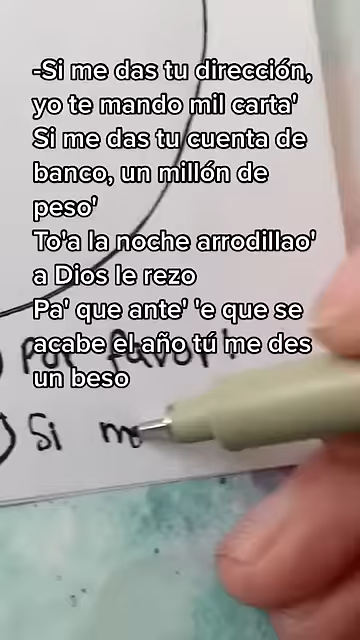 -Si me das tu dirección,
yo te mando mil carta'
Si me das tu cuenta de
banco, un millón de
peso'
To'a la noche arrodillao'
a Dios le rezo
Pa' que ante' 'e que se
acabe el año tú me des
un beso
) Por favor!
) Si me